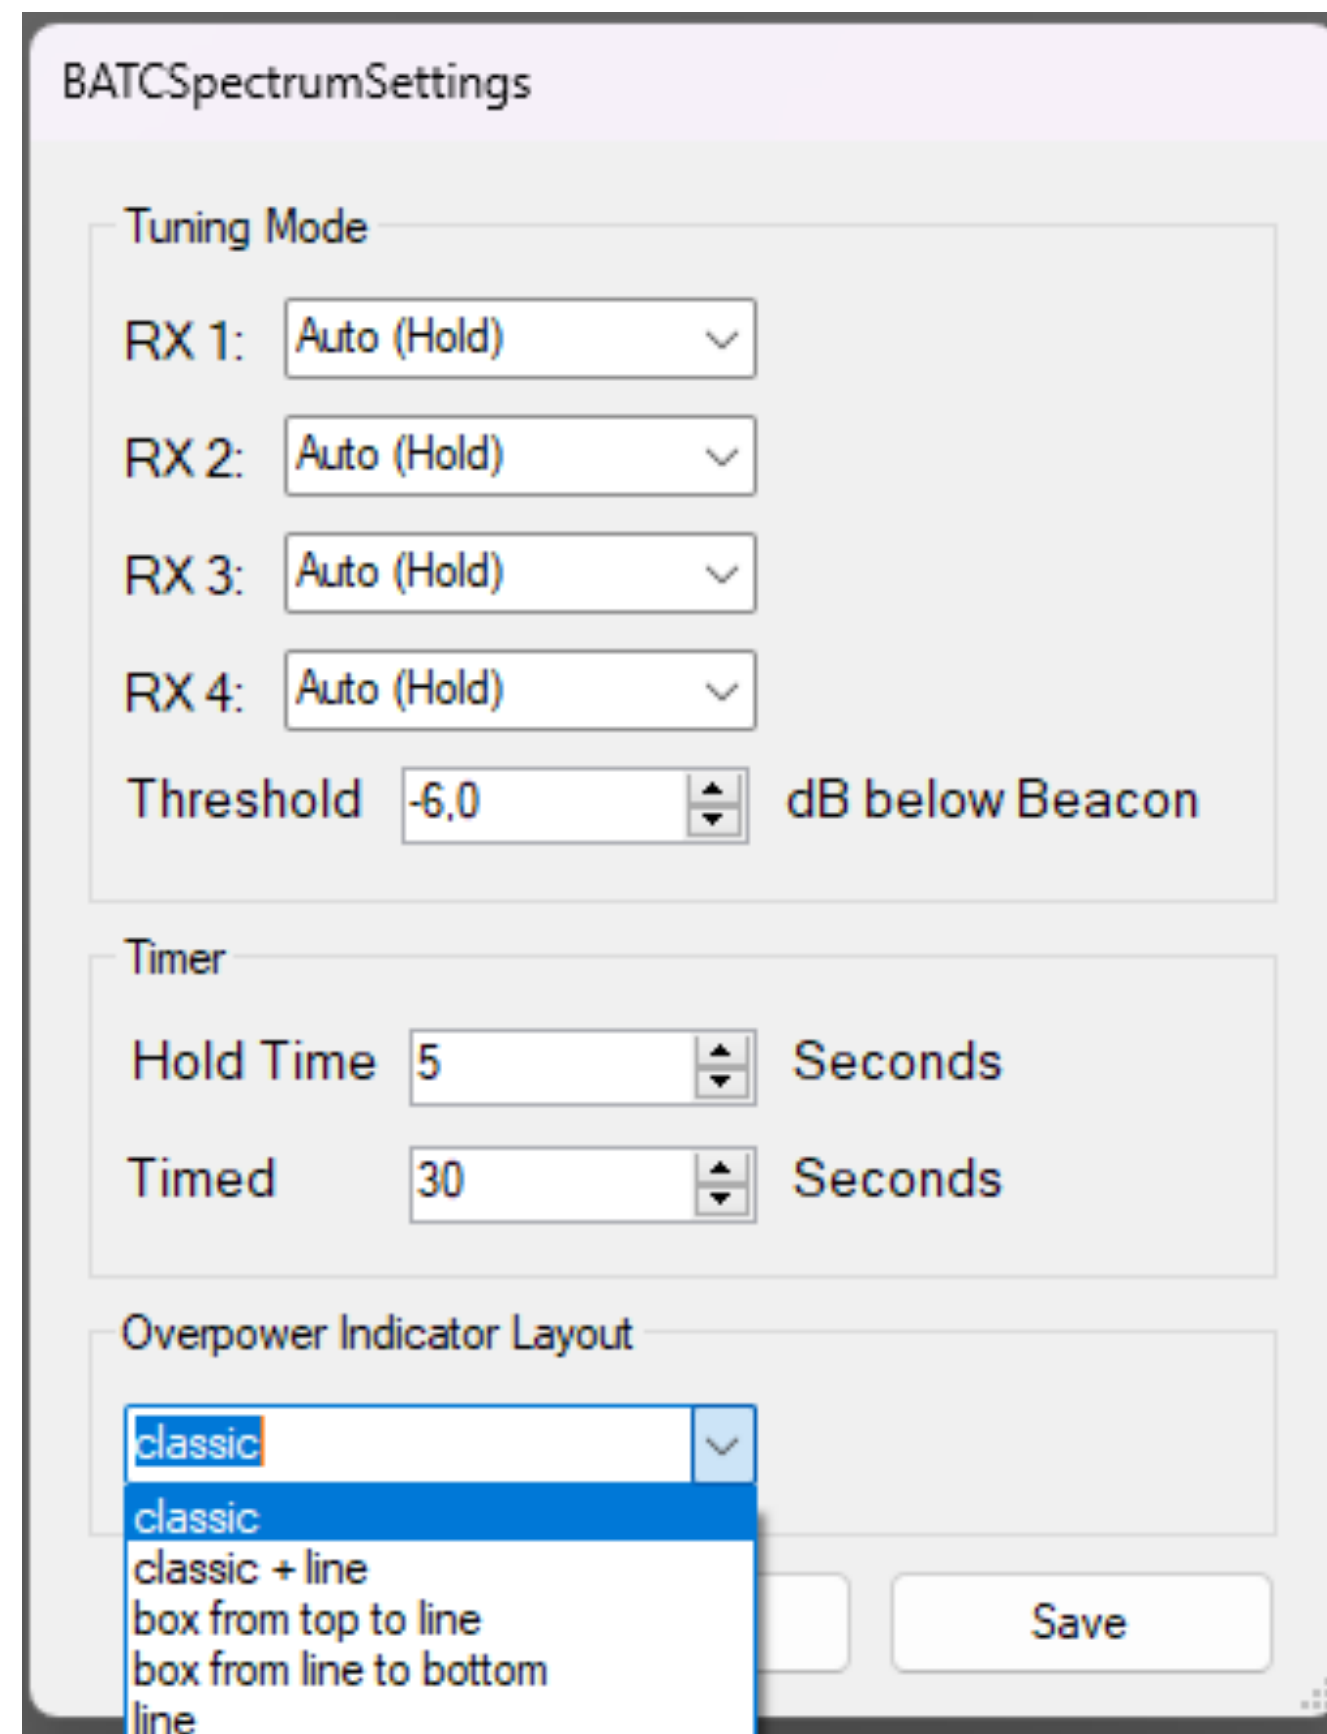 BATCSpectrumSettings
Tuning Mode
RX 1: Auto (Hold)
RX 2: Auto (Hold)
RX 3: Auto (Hold)
RX 4: Auto (Hold)
Threshold -6,0 dB below Beacon
Timer
Hold Time 5 Seconds
Timed 30 Seconds
Overpower Indicator Layout
classic
classic
classic + line
box from top to line
Save
box from line to bottom
line